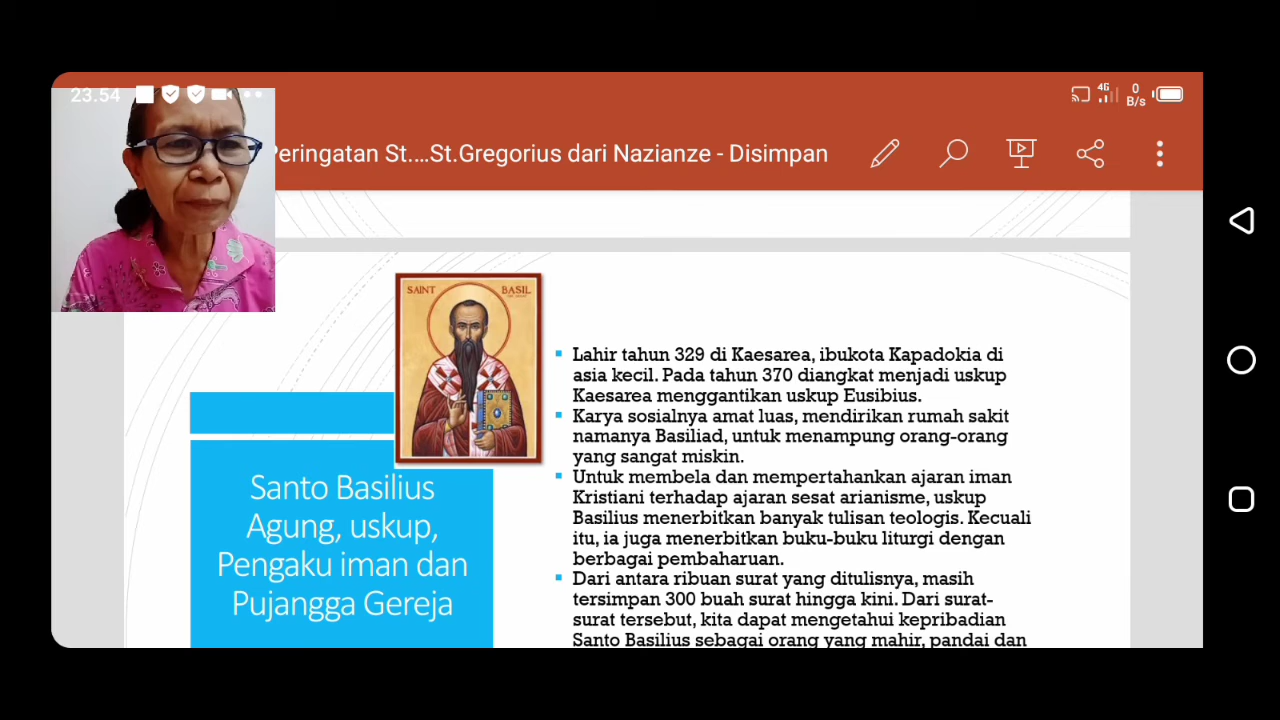 23.54
4G
0
B/s
Peringatan St....St.Gregorius dari Nazianze - Disimpan
SAINT BASIL
Santo Basilius
Agung, uskup,
Pengaku iman dan
Pujangga Gereja
Lahir tahun 329 di Kaesarea, ibukota Kapadokia di
asia kecil. Pada tahun 370 diangkat menjadi uskup
Kaesarea menggantikan uskup Eusibius.
Karya sosialnya amat luas, mendirikan rumah sakit
namanya Basiliad, untuk menampung orang-orang
yang sangat miskin.
Untuk membela dan mempertahankan ajaran iman
Kristiani terhadap ajaran sesat arianisme, uskup
Basilius menerbitkan banyak tulisan teologis. Kecuali
itu, ia juga menerbitkan buku-buku liturgi dengan
berbagai pembaharuan.
Dari antara ribuan surat yang ditulisnya, masih
tersimpan 300 buah surat hingga kini. Dari surat-
surat tersebut, kita dapat mengetahui kepribadian
Santo Basilius sebagai orang yang mahir, pandai dan